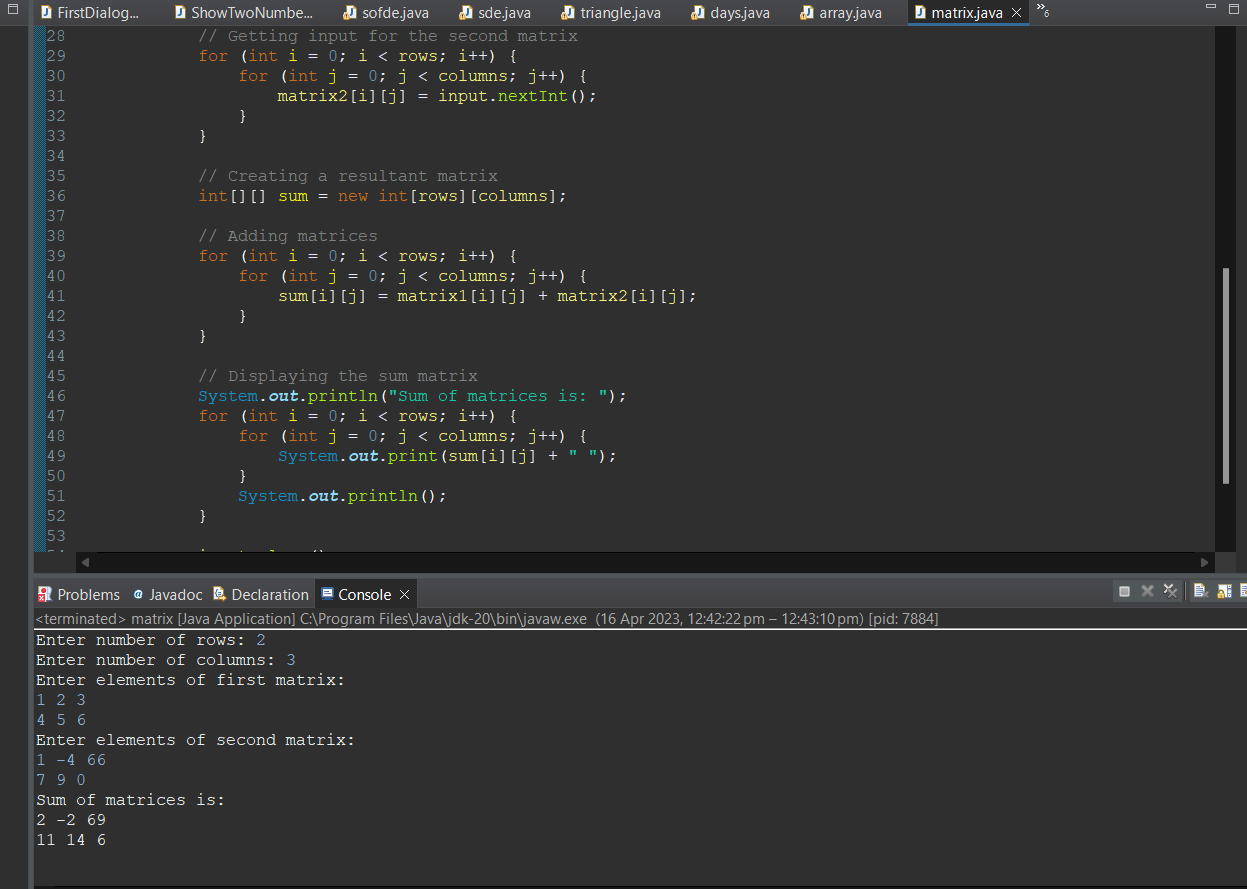 FirstDialog... ShowTwoNumbe... sofde.java sde.java triangle.java days.java array.java matrix.java »6
28 // Getting input for the second matrix
29 for (int i = 0; i < rows; i++) {
30 for (int j = 0; j < columns; j++) {
31 matrix2[i][j] = input.nextInt();
32 }
33 }
34
35 // Creating a resultant matrix
36 int[][] sum = new int[rows][columns];
37
38 // Adding matrices
39 for (int i = 0; i < rows; i++) {
40 for (int j = 0; j < columns; j++) {
41 sum[i][j] = matrix1[i][j] + matrix2[i][j];
42 }
43 }
44
45 // Displaying the sum matrix
46 System.out.println("Sum of matrices is: ");
47 for (int i = 0; i < rows; i++) {
48 for (int j = 0; j < columns; j++) {
49 System.out.print(sum[i][j] + " ");
50 }
51 System.out.println();
52 }
53
Problems @ Javadoc Declaration Console
<terminated> matrix [Java Application] C:\Program Files\Java\jdk-20\bin\javaw.exe (16 Apr 2023, 12:42:22 pm – 12:43:10 pm) [pid: 7884]
Enter number of rows: 2
Enter number of columns: 3
Enter elements of first matrix:
1 2 3
4 5 6
Enter elements of second matrix:
1 -4 66
7 9 0
Sum of matrices is:
2 -2 69
11 14 6